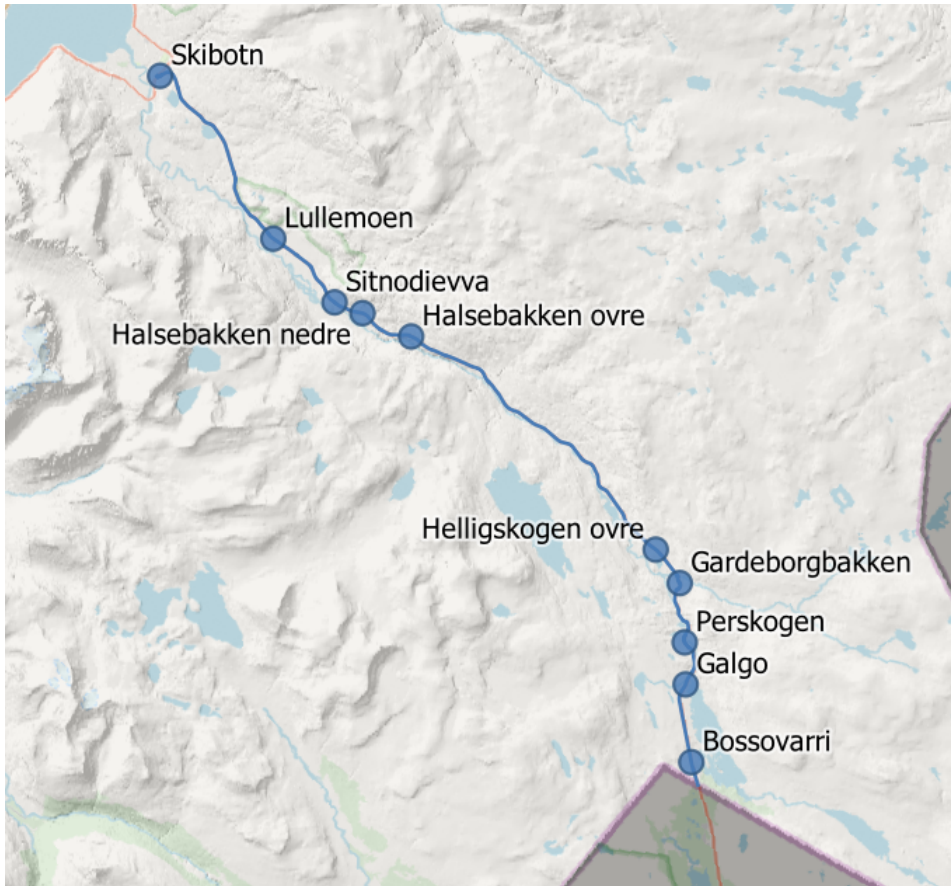 Skibotn
Lullemoen
Sitnodievva
Halsebakken ovre
Halsebakken nedre
Helligskogen ovre
Gardeborgbakken
Perskogen
Galgo
Bossovarri